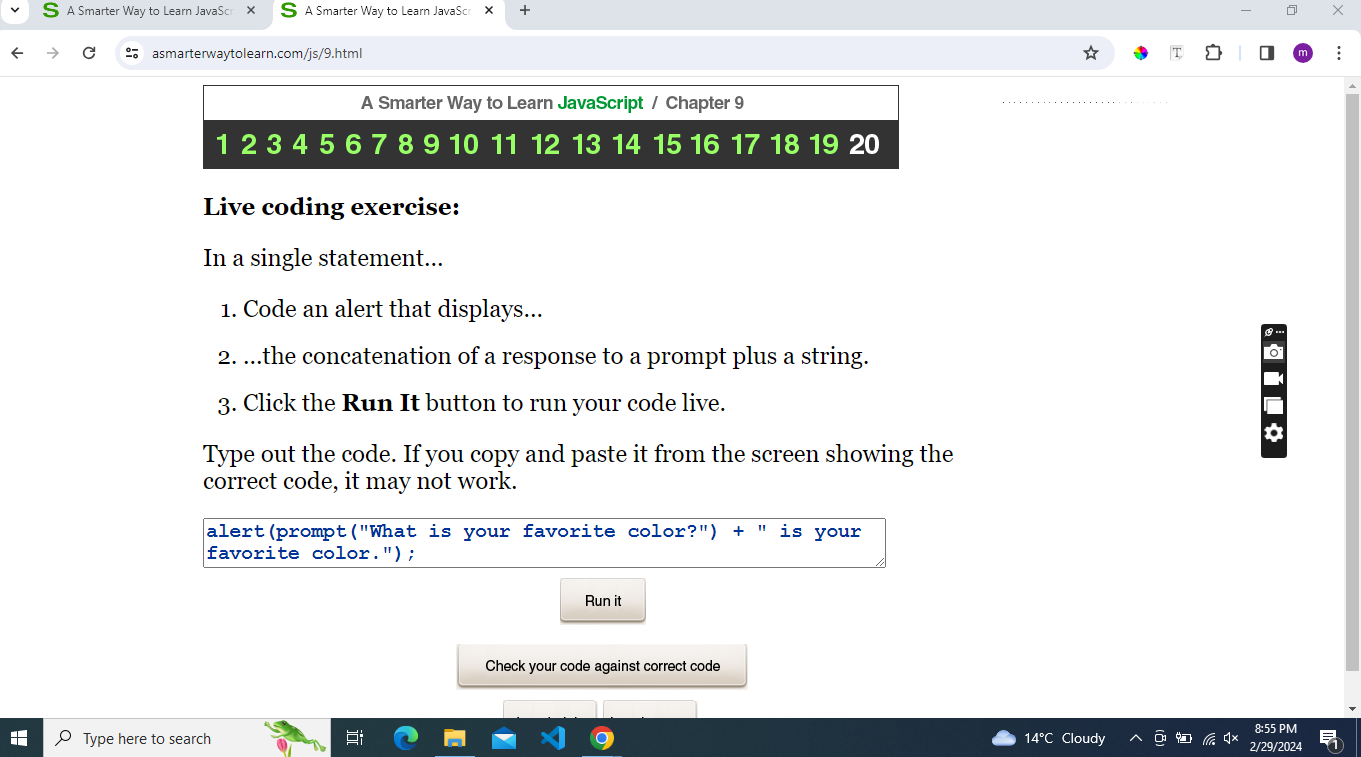 A Smarter Way to Learn JavaScr
A Smarter Way to Learn JavaScr
asmarterwaytolearn.com/js/9.html
T
m
A Smarter Way to Learn JavaScript / Chapter 9
1 2 3 4 5 6 7 8 9 10 11 12 13 14 15 16 17 18 19 20
Live coding exercise:
In a single statement...
1. Code an alert that displays...
2. ...the concatenation of a response to a prompt plus a string.
3. Click the Run It button to run your code live.
Type out the code. If you copy and paste it from the screen showing the
correct code, it may not work.
alert(prompt("What is your favorite color?") + " is your
favorite color.");
Run it
Check your code against correct code
Type here to search
14°C Cloudy
8:55 PM
2/29/2024
1